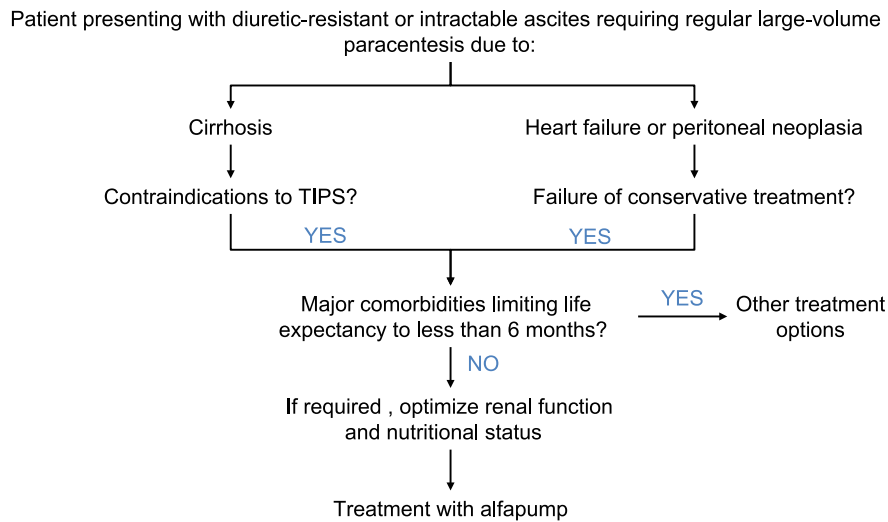 Patient presenting with diuretic-resistant or intractable ascites requiring regular large-volume
paracentesis due to:
Cirrhosis
Heart failure or peritoneal neoplasia
Contraindications to TIPS?
Failure of conservative treatment?
YES
YES
Major comorbidities limiting life
expectancy to less than 6 months?
YES
Other treatment
options
NO
If required , optimize renal function
and nutritional status
Treatment with alfapump